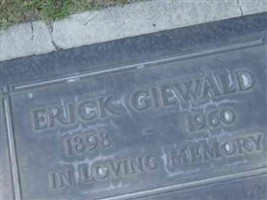 ERICK GIEWALD
1898 1960
IN LOVING MEMORY